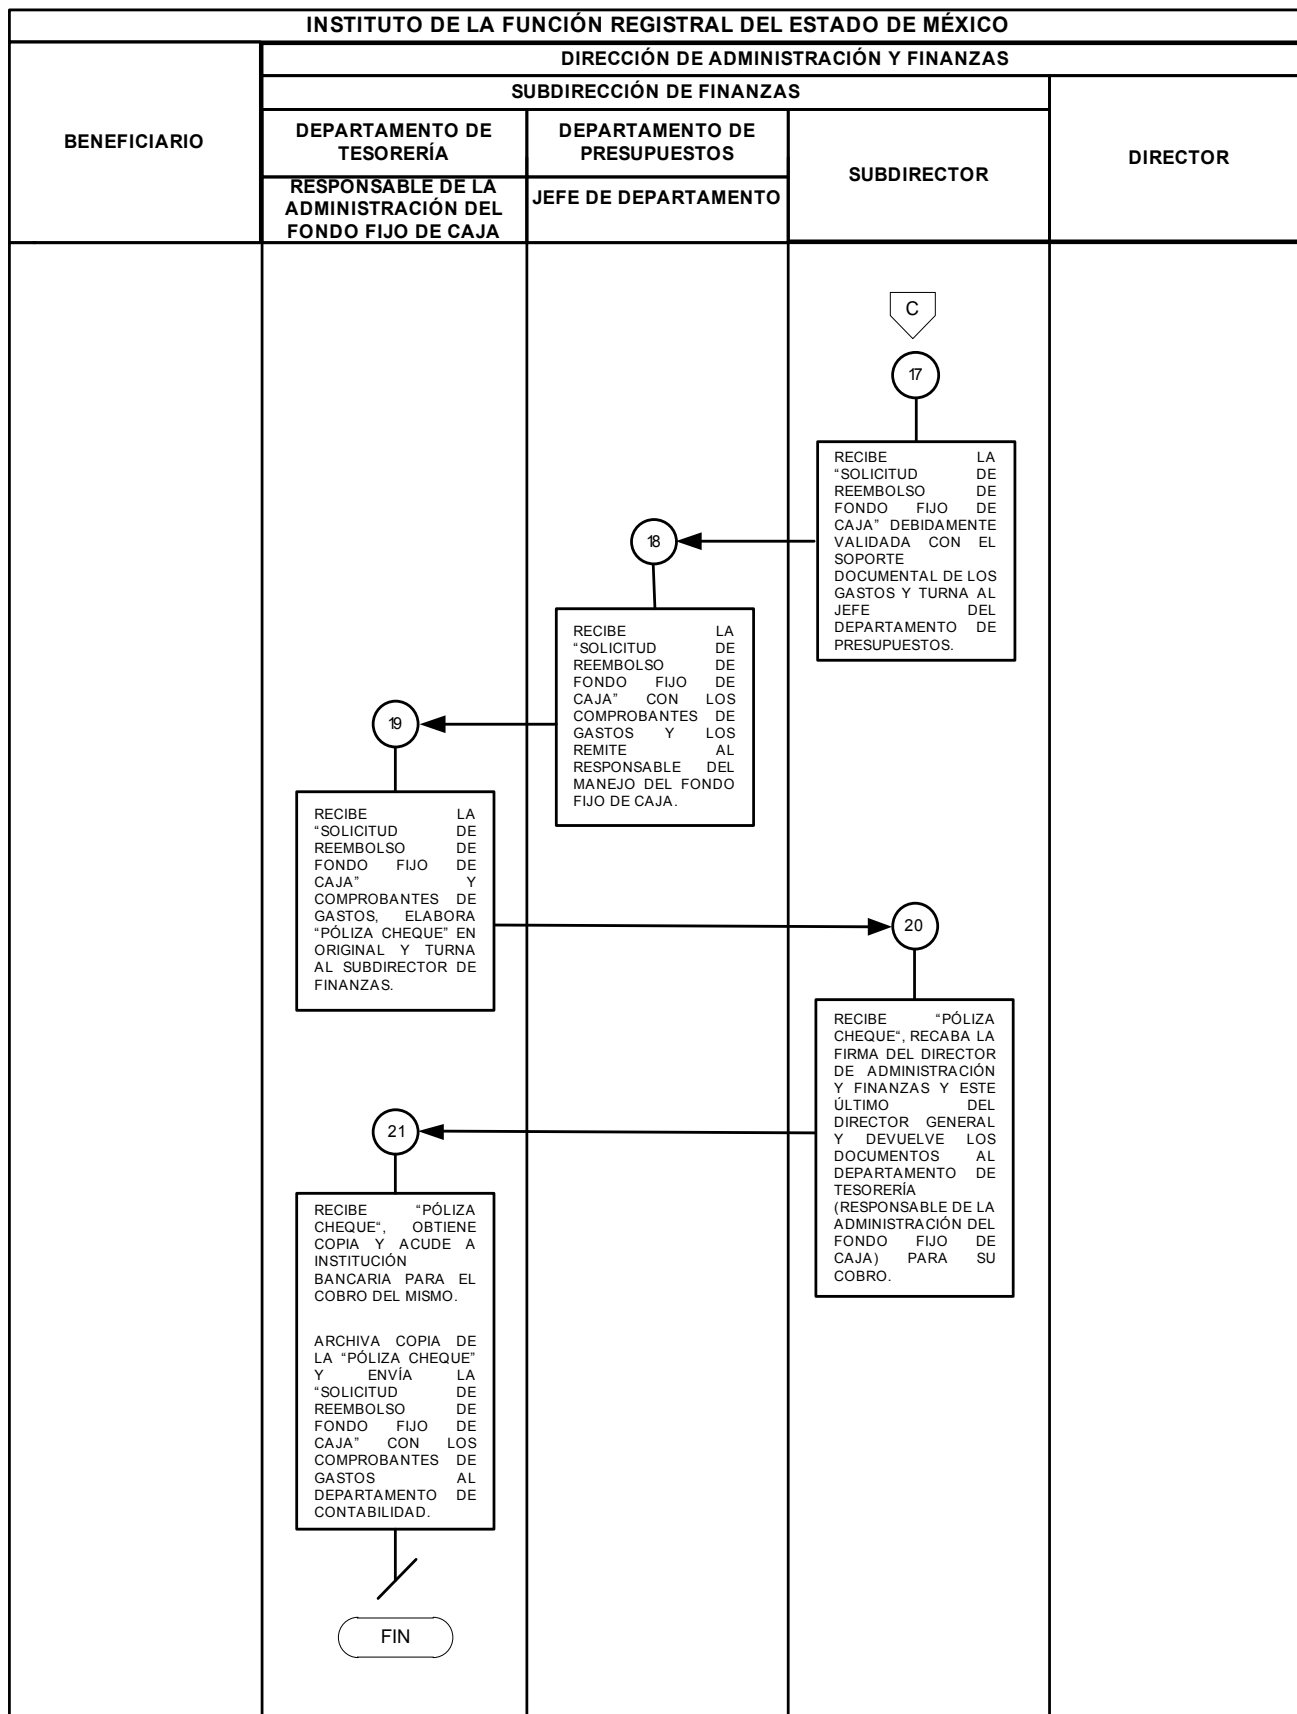 INSTITUTO DE LA FUNCIÓN REGISTRAL DEL ESTADO DE MÉXICO
DIRECCIÓN DE ADMINISTRACIÓN Y FINANZAS
SUBDIRECCIÓN DE FINANZAS
BENEFICIARIO
DEPARTAMENTO DE
TESORERÍA
RESPONSABLE DE LA
ADMINISTRACIÓN DEL
FONDO FIJO DE CAJA
DEPARTAMENTO DE
PRESUPUESTOS
JEFE DE DEPARTAMENTO
SUBDIRECTOR
DIRECTOR
C
17
RECIBE LA
“SOLICITUD DE
REEMBOLSO DE
FONDO FIJO DE
CAJA” DEBIDAMENTE
VALIDADA CON EL
SOPORTE
DOCUMENTAL DE LOS
GASTOS Y TURNA AL
JEFE DEL
DEPARTAMENTO DE
PRESUPUESTOS.
18
RECIBE LA
“SOLICITUD DE
REEMBOLSO DE
FONDO FIJO DE
CAJA” CON LOS
COMPROBANTES DE
GASTOS Y LOS
REMITE AL
RESPONSABLE DEL
MANEJO DEL FONDO
FIJO DE CAJA.
19
RECIBE LA
“SOLICITUD DE
REEMBOLSO DE
FONDO FIJO DE
CAJA” Y
COMPROBANTES DE
GASTOS, ELABORA
“PÓLIZA CHEQUE” EN
ORIGINAL Y TURNA
AL SUBDIRECTOR DE
FINANZAS.
20
RECIBE “PÓLIZA
CHEQUE“, RECABA LA
FIRMA DEL DIRECTOR
DE ADMINISTRACIÓN
Y FINANZAS Y ESTE
ÚLTIMO DEL
DIRECTOR GENERAL
Y DEVUELVE LOS
DOCUMENTOS AL
DEPARTAMENTO DE
TESORERÍA
(RESPONSABLE DE LA
ADMINISTRACIÓN DEL
FONDO FIJO DE
CAJA) PARA SU
COBRO.
21
RECIBE “PÓLIZA
CHEQUE“, OBTIENE
COPIA Y ACUDE A
INSTITUCIÓN
BANCARIA PARA EL
COBRO DEL MISMO.
ARCHIVA COPIA DE
LA “PÓLIZA CHEQUE”
Y ENVÍA LA
“SOLICITUD DE
REEMBOLSO DE
FONDO FIJO DE
CAJA” CON LOS
COMPROBANTES DE
GASTOS AL
DEPARTAMENTO DE
CONTABILIDAD.
FIN